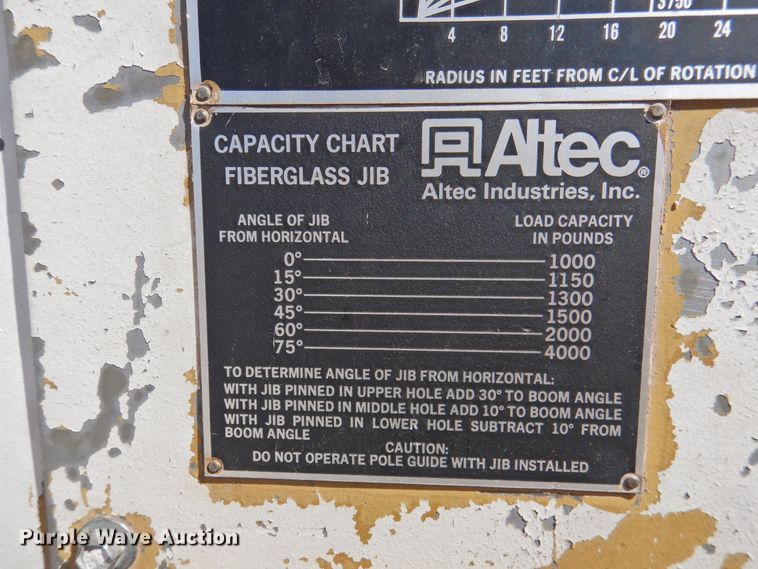 3750
4 8 12 16 20 24
RADIUS IN FEET FROM C/L OF ROTATION
CAPACITY CHART
FIBERGLASS JIB
Altec®
Altec Industries, Inc.
ANGLE OF JIB
FROM HORIZONTAL
LOAD CAPACITY
IN POUNDS
0° 1000
15° 1150
30° 1300
45° 1500
60° 2000
75° 4000
TO DETERMINE ANGLE OF JIB FROM HORIZONTAL:
WITH JIB PINNED IN UPPER HOLE ADD 30° TO BOOM ANGLE
WITH JIB PINNED IN MIDDLE HOLE ADD 10° TO BOOM ANGLE
WITH JIB PINNED IN LOWER HOLE SUBTRACT 10° FROM
BOOM ANGLE
CAUTION:
DO NOT OPERATE POLE GUIDE WITH JIB INSTALLED
Purple Wave Auction